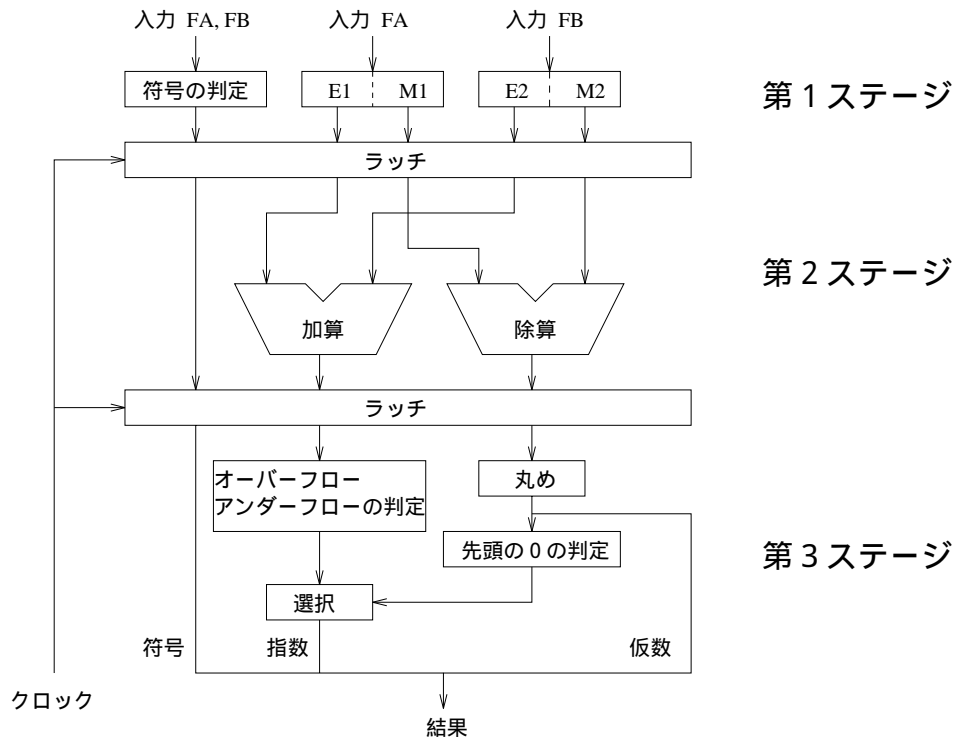 入力 FA, FB
入力 FA
入力 FB
符号の判定
E1
M1
E2
M2
第1ステージ
ラッチ
第2ステージ
加算
除算
ラッチ
オーバーフロー
アンダーフローの判定
丸め
先頭の0の判定
第3ステージ
選択
符号
指数
仮数
クロック
結果